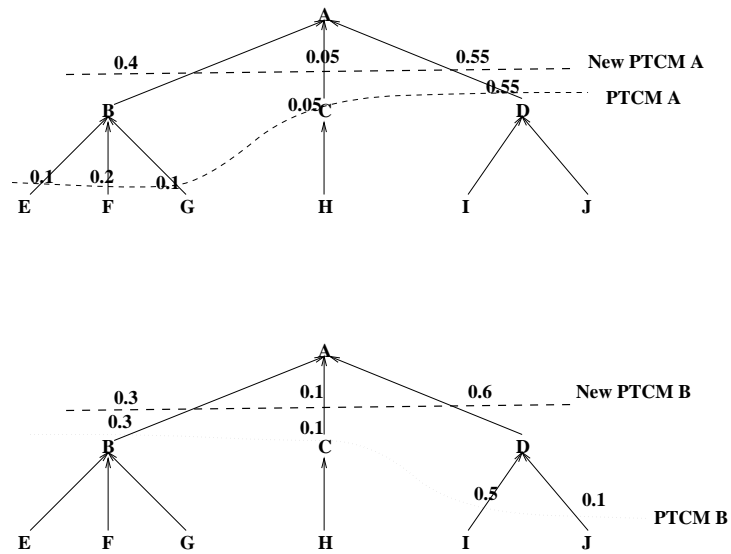 A
0.4 0.05 0.55
New PTCM A
0.55
PTCM A
0.05
B C D
0.1 0.2 0.1
E F G H I J
A
0.3 0.1 0.6
New PTCM B
0.3 0.1
B C D
0.5 0.1
PTCM B
E F G H I J